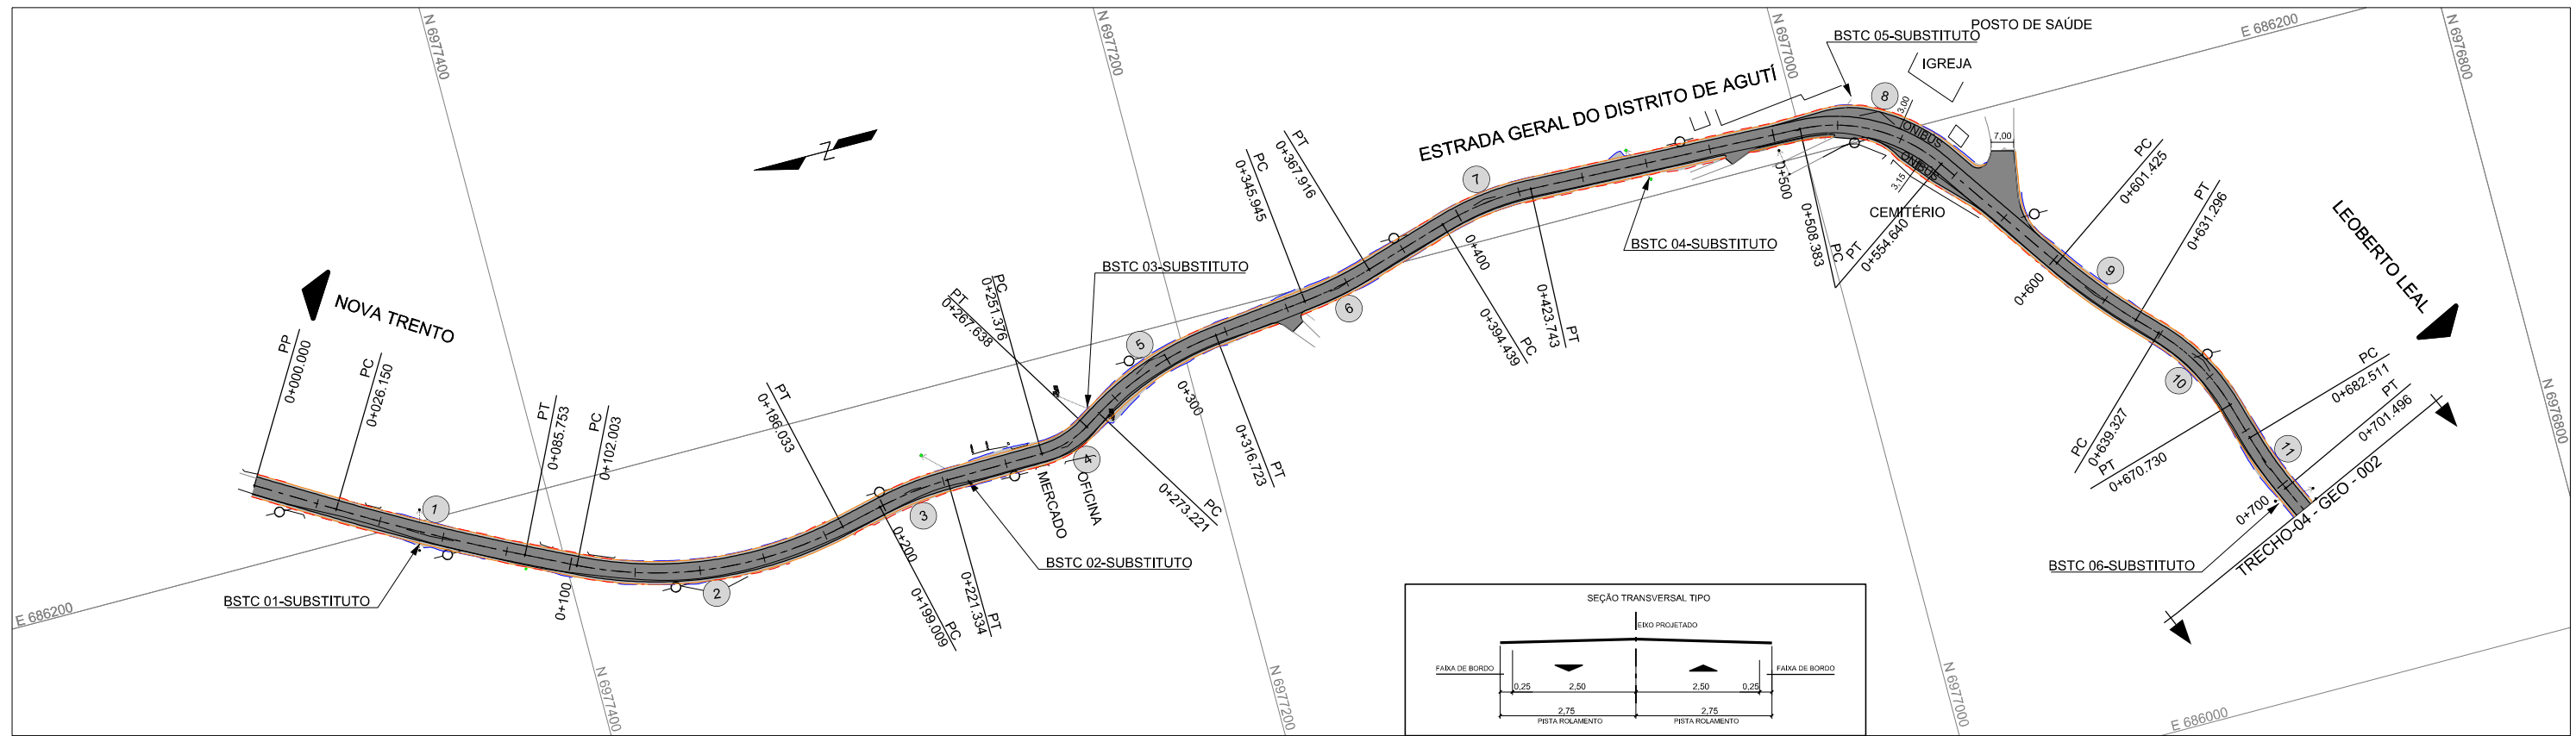 N 6977400
N 6977200
N 6977000
N 6976800
POSTO DE SAÚDE
E 686200
BSTC 05-SUBSTITUTO
IGREJA
ESTRADA GERAL DO DISTRITO DE AGUTÍ
8
3.00
ÔNIBUS
ÔNIBUS
3.15
7,00
CEMITÉRIO
N
NOVA TRENTO
LEOBERTO LEAL
PP
0+000.000
PC
0+026.150
1
PT
0+085.753
PC
0+102.003
0+100
BSTC 01-SUBSTITUTO
2
PT
0+186.033
0+200
PC
0+199.009
3
PT
0+221.334
BSTC 02-SUBSTITUTO
MERCADO
OFICINA
PC
0+251.376
PT
0+267.638
4
PC
0+273.221
BSTC 03-SUBSTITUTO
5
0+300
PT
0+316.723
PC
0+345.945
6
PT
0+367.916
PC
0+394.439
0+400
7
PT
0+423.743
BSTC 04-SUBSTITUTO
0+500
PC
0+508.383
PT
0+554.640
0+600
PC
0+601.425
9
PT
0+631.296
PC
0+639.327
10
PT
0+670.730
PC
0+682.511
11
PT
0+701.496
0+700
BSTC 06-SUBSTITUTO
TRECHO-04 - GEO - 002
E 686200
N 6977400
N 6977200
N 6977000
N 6976800
E 686000
SEÇÃO TRANSVERSAL TIPO
EIXO PROJETADO
FAIXA DE BORDO
FAIXA DE BORDO
0,25
2,50
2,50
0,25
2,75
2,75
PISTA ROLAMENTO
PISTA ROLAMENTO